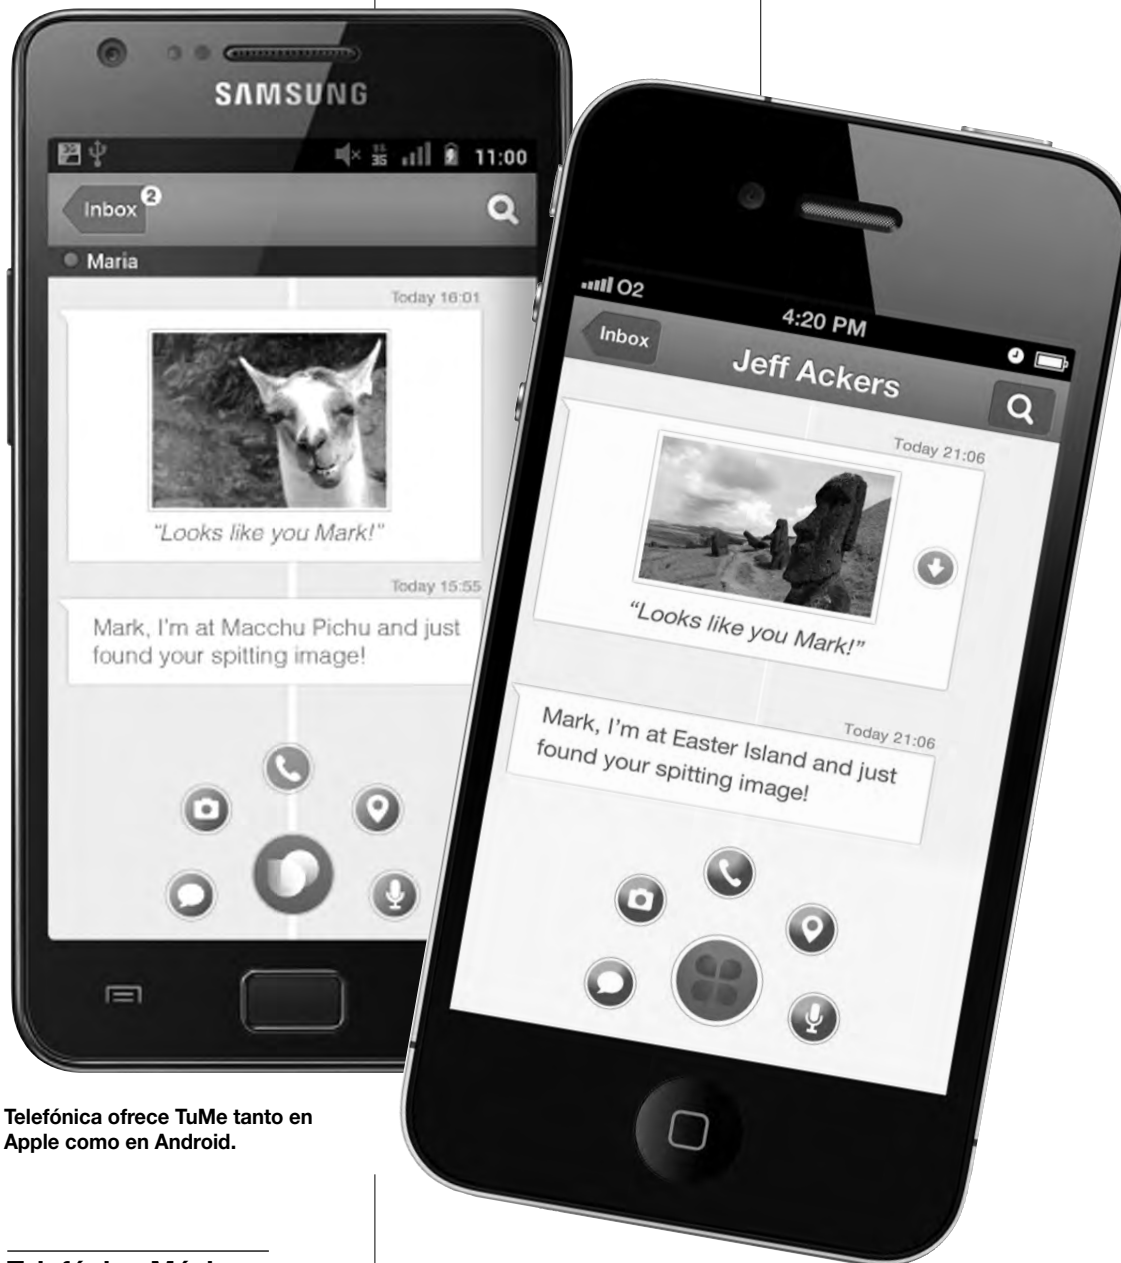 SAMSUNG
3G 11:00
Inbox 2
Maria
Today 16:01
"Looks like you Mark!"
Today 15:55
Mark, I'm at Macchu Pichu and just
found your spitting image!
O2 4:20 PM
Inbox Jeff Ackers
Today 21:06
“Looks like you Mark!”
Today 21:06
Mark, I'm at Easter Island and just
found your spitting image!
Telefónica ofrece TuMe tanto en
Apple como en Android.